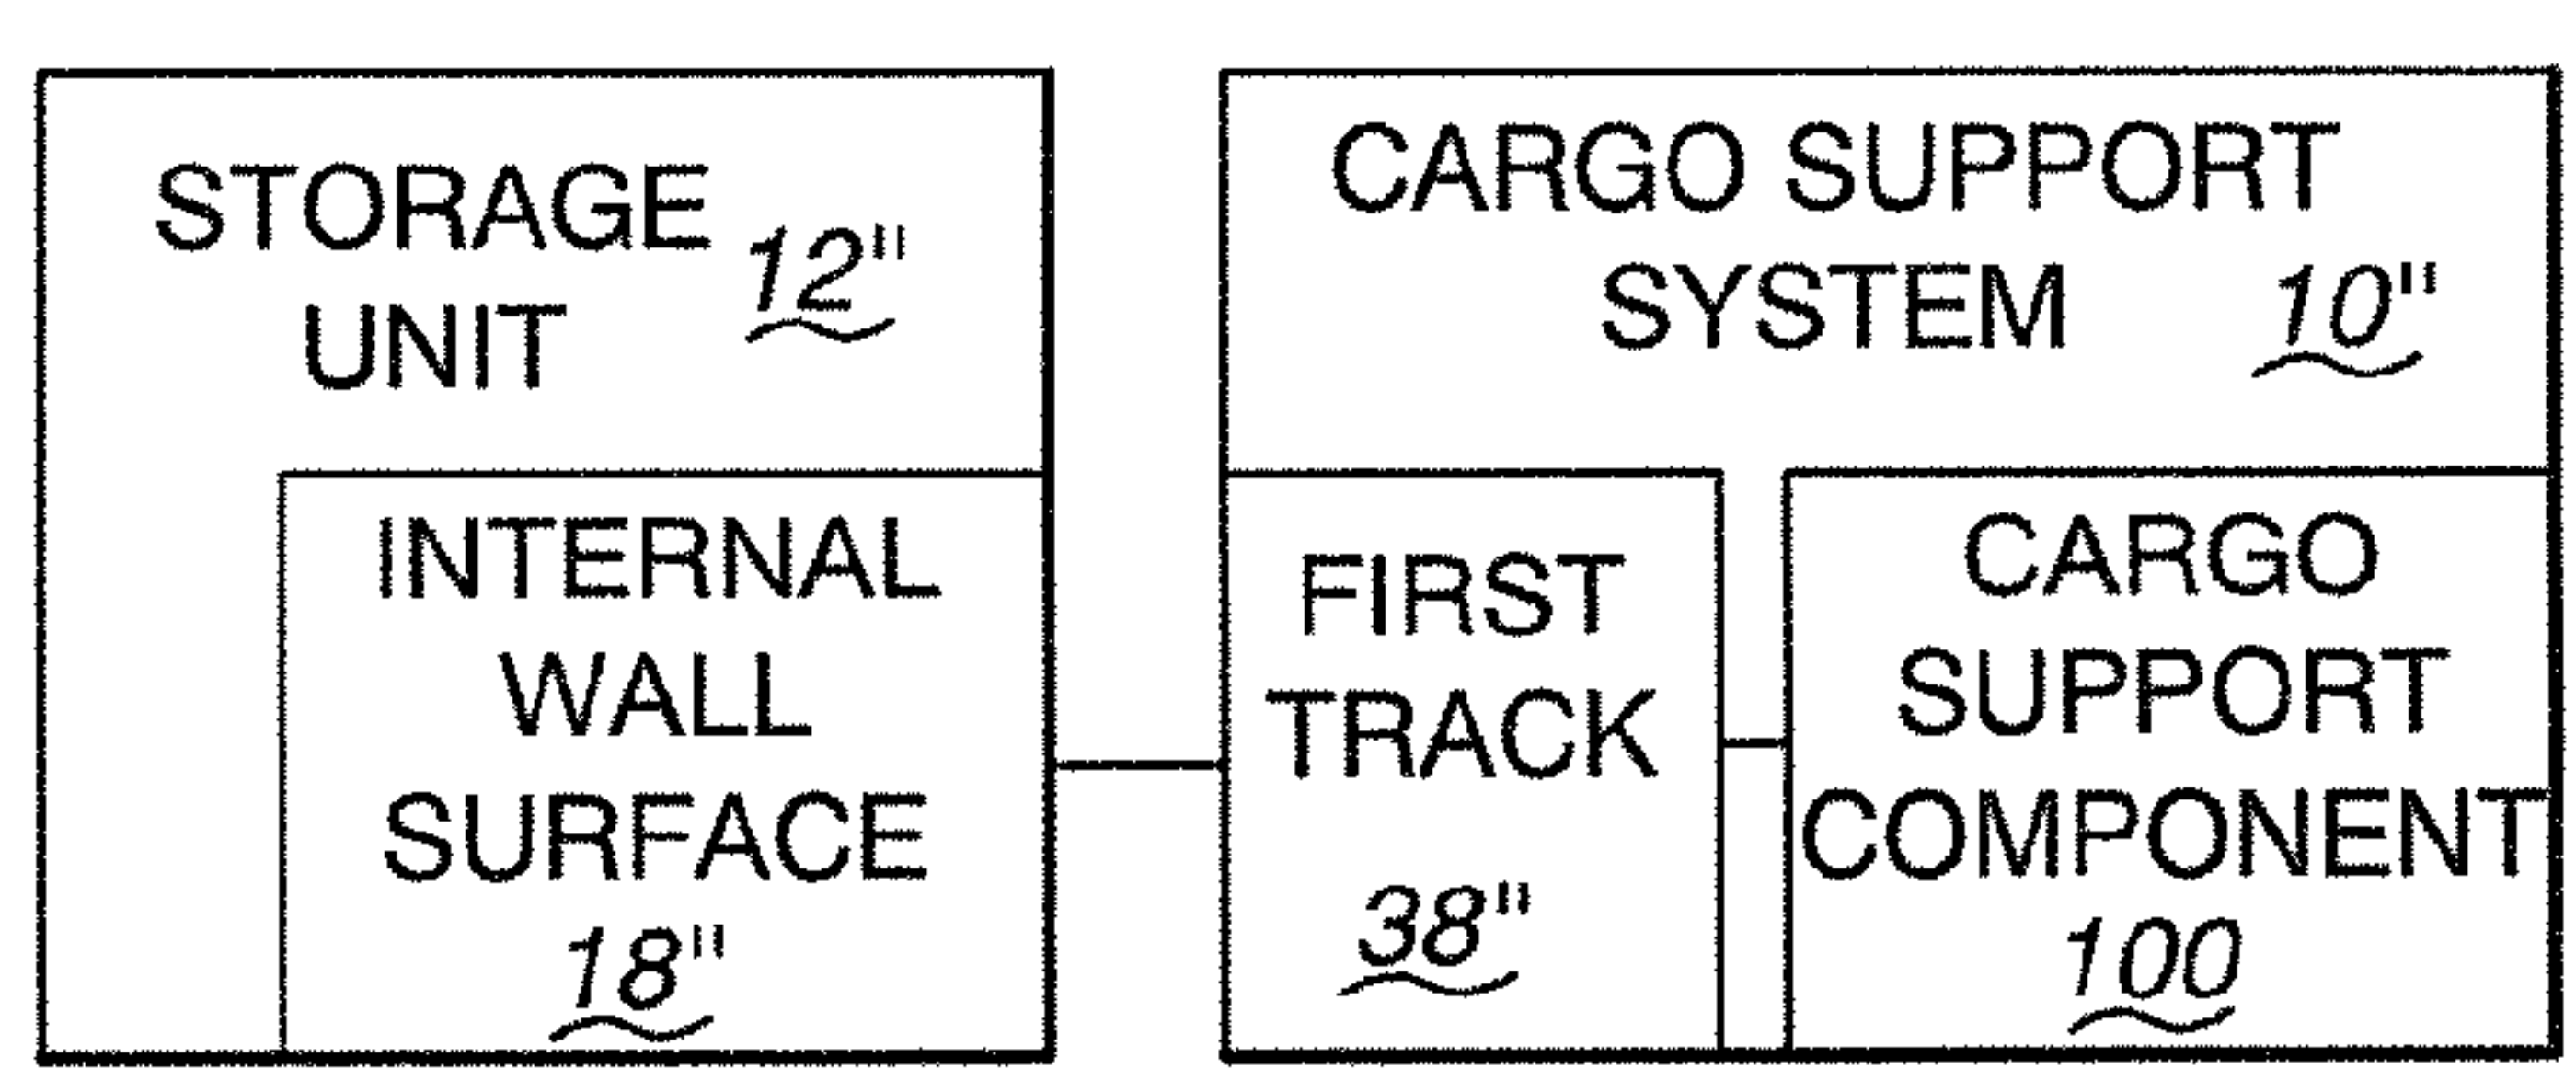 STORAGE
UNIT
12"
CARGO SUPPORT
SYSTEM 10"
INTERNAL
WALL
SURFACE
18"
FIRST
TRACK
38"
CARGO
SUPPORT
COMPONENT
100